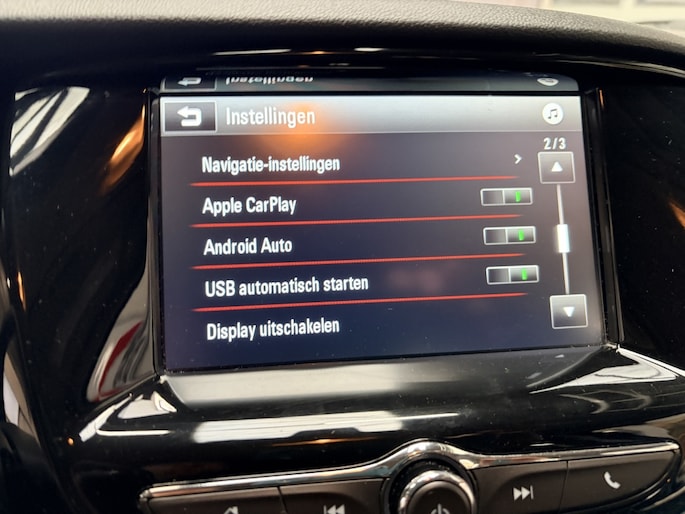 Instellingen
2/3
Navigatie-instellingen
Apple CarPlay
Android Auto
USB automatisch starten
Display uitschakelen